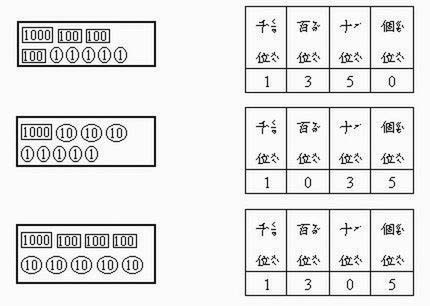 1000 100 100
100 1 1 1 1 1
千 百 十 個
位 位 位 位
1 3 5 0
1000 10 10 10
1 1 1 1 1
千 百 十 個
位 位 位 位
1 0 3 5
1000 100 100 100
10 10 10 10 10
千 百 十 個
位 位 位 位
1 3 0 5